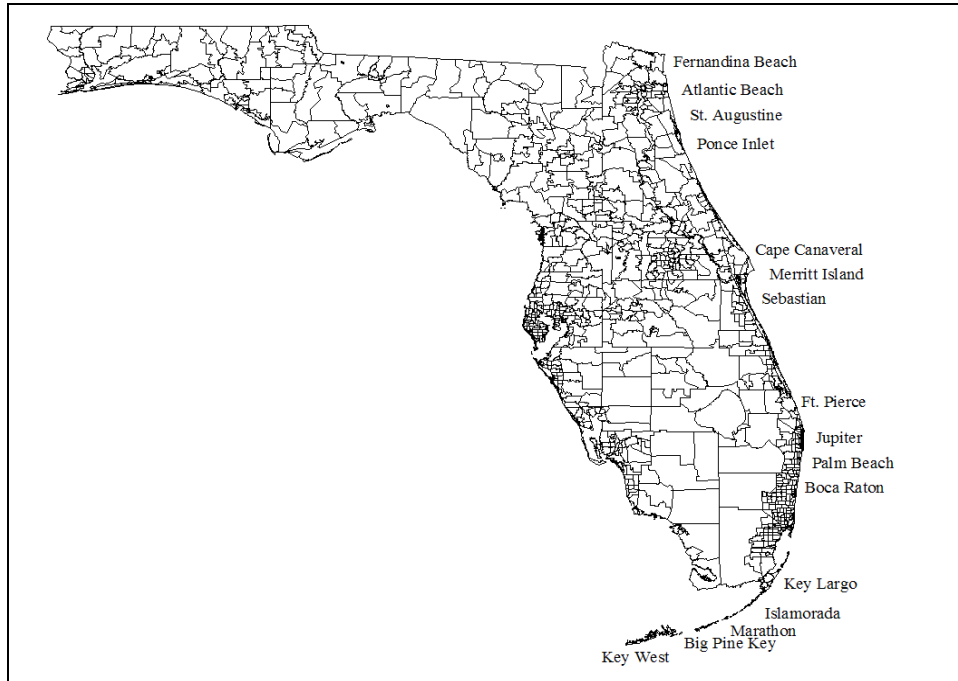 Fernandina Beach
Atlantic Beach
St. Augustine
Ponce Inlet
Cape Canaveral
Merritt Island
Sebastian
Ft. Pierce
Jupiter
Palm Beach
Boca Raton
Key Largo
Islamorada
Marathon
Big Pine Key
Key West